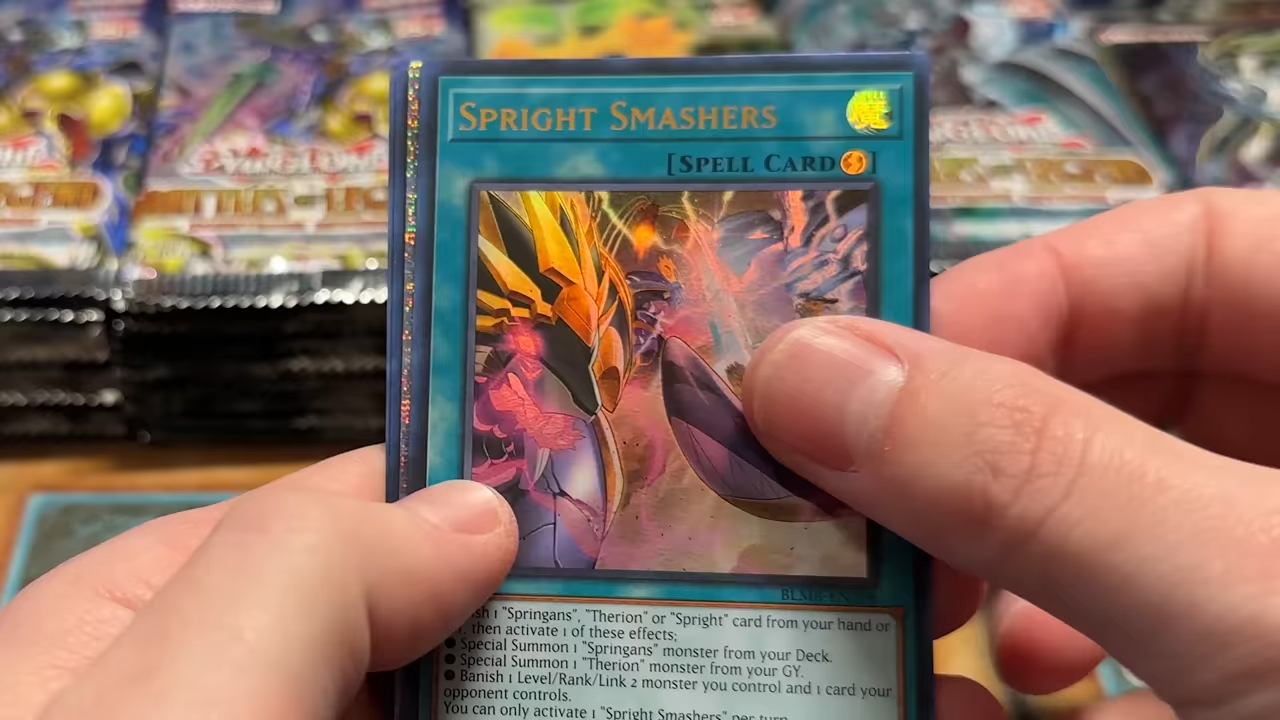 SPRIGHT SMASHERS
[SPELL CARD]
1 "Springans", "Therion" or "Spright" card from your hand or
then activate 1 of these effects;
● Special Summon 1 "Springans" monster from your Deck.
● Special Summon 1 "Therion" monster from your GY.
● Banish 1 Level/Rank/Link 2 monster you control and 1 card your
opponent controls.
You can only activate 1 "Spright Smashers" per turn.